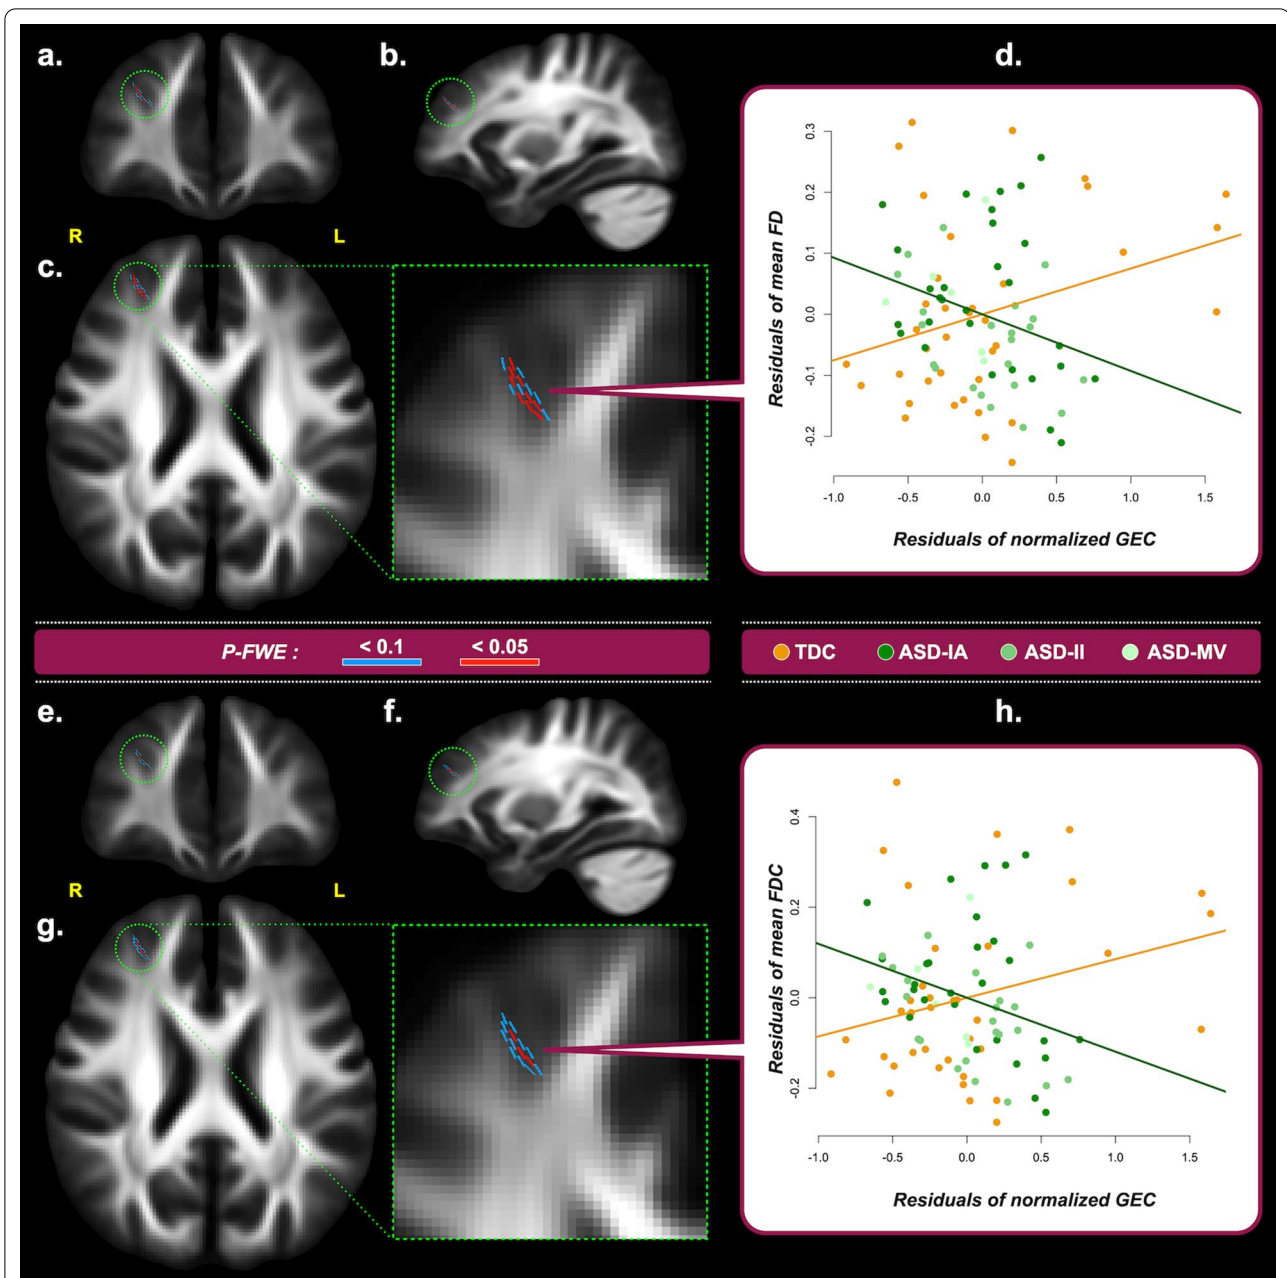 a.
b.
d.
R
L
c.
0.3
0.2
0.1
0.0
-0.1
-0.2
Residuals of mean FD
-1.0 -0.5 0.0 0.5 1.0 1.5
Residuals of normalized GEC
P-FWE : < 0.1 < 0.05
TDC ASD-IA ASD-II ASD-MV
e.
f.
h.
R
L
g.
0.4
0.2
0.0
-0.2
Residuals of mean FDC
-1.0 -0.5 0.0 0.5 1.0 1.5
Residuals of normalized GEC